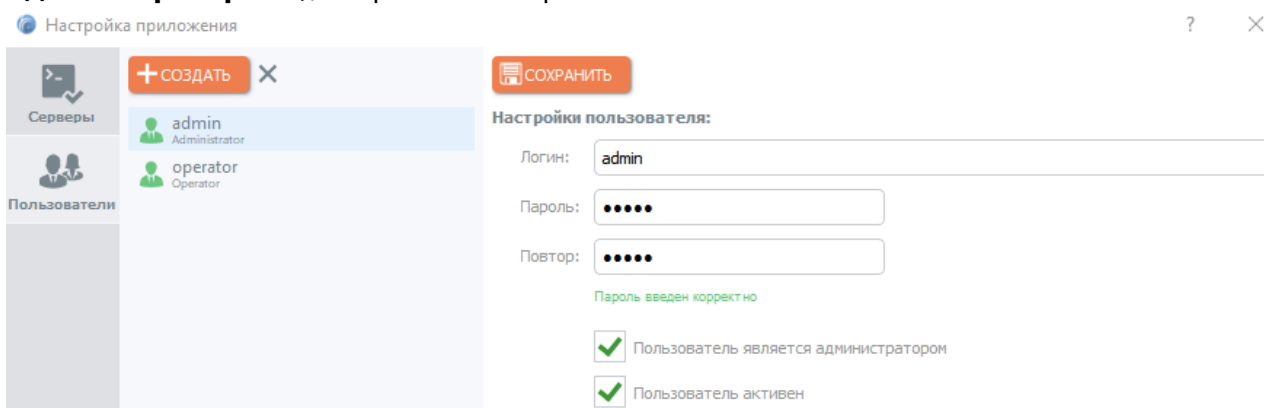 Настройка приложения
?
Серверы
Пользователи
СОЗДАТЬ
admin
Administrator
operator
Operator
СОХРАНИТЬ
Настройки пользователя:
Логин: admin
Пароль: •••••
Повтор: •••••
Пароль введен корректно
Пользователь является администратором
Пользователь активен